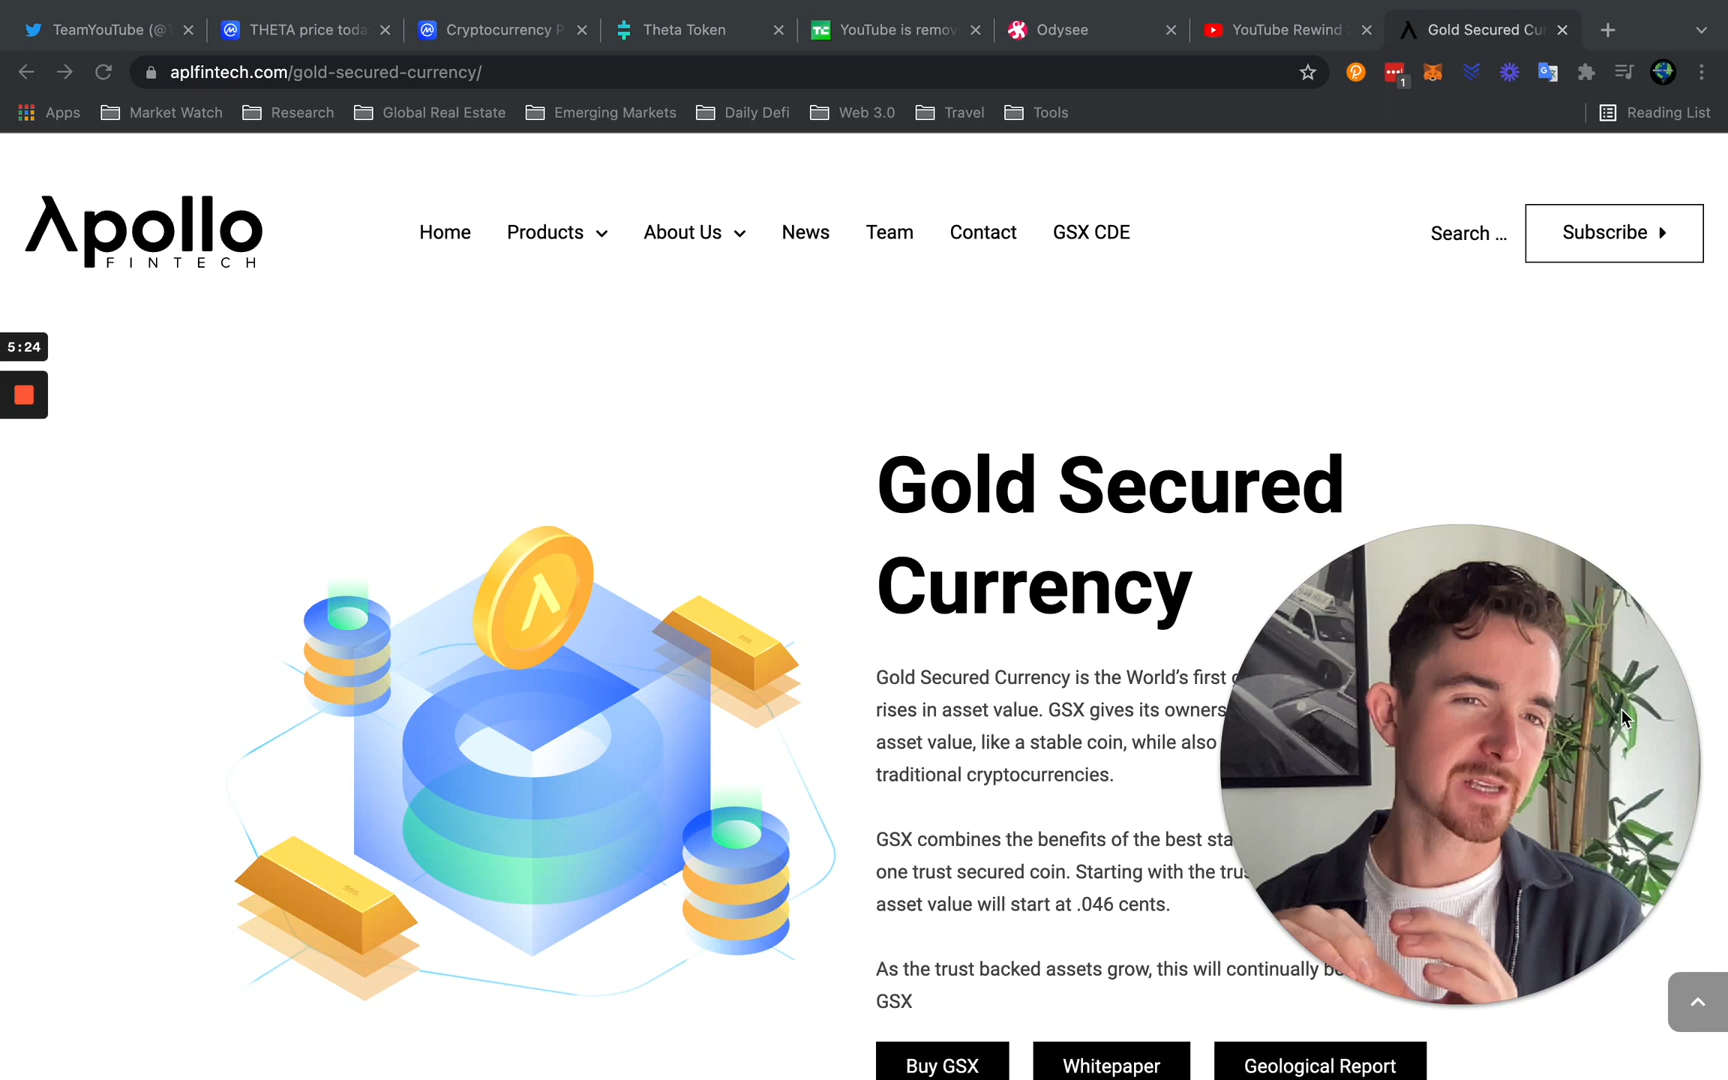 TeamYouTube (@
THETA price toda
Cryptocurrency P
Theta Token
YouTube is remov
Odysee
YouTube Rewind
Gold Secured Cur
aplfintech.com/gold-secured-currency/
1
Apps
Market Watch
Research
Global Real Estate
Emerging Markets
Daily Defi
Web 3.0
Travel
Tools
Reading List
Apollo
FINTECH
Home
Products
About Us
News
Team
Contact
GSX CDE
Search ...
Subscribe
5:24
Gold Secured
Currency
Gold Secured Currency is the World's first
rises in asset value. GSX gives its owners
asset value, like a stable coin, while also
traditional cryptocurrencies.
GSX combines the benefits of the best sta
one trust secured coin. Starting with the tru
asset value will start at .046 cents.
As the trust backed assets grow, this will continually be
GSX
Buy GSX
Whitepaper
Geological Report